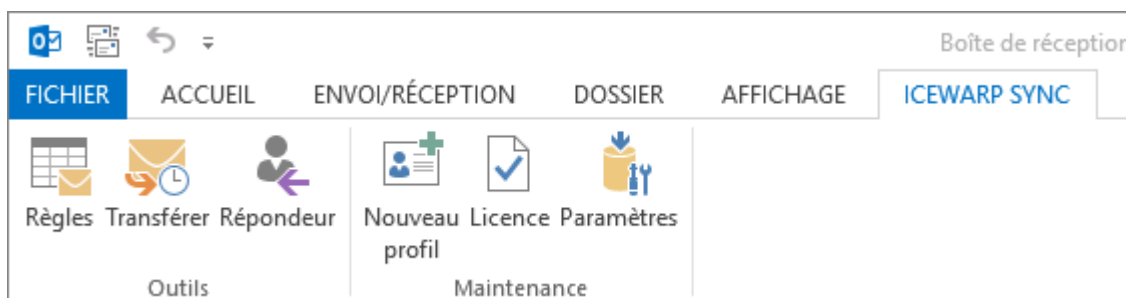 Boîte de réception
FICHIER ACCUEIL ENVOI/RÉCEPTION DOSSIER AFFICHAGE ICEWARP SYNC
Règles Transférer Répondeur Nouveau profil Licence Paramètres
Outils Maintenance